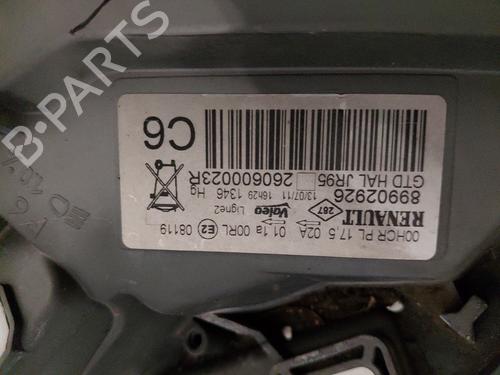 C6
GTD HAL JR95 260600023R
89902926
13/07/11 16h29 1346 Hg
RENAULT 267 Valeo Ligne2
00HCR PL 17,5 02A 01,1a 00RL E2 08119
B-PARTS